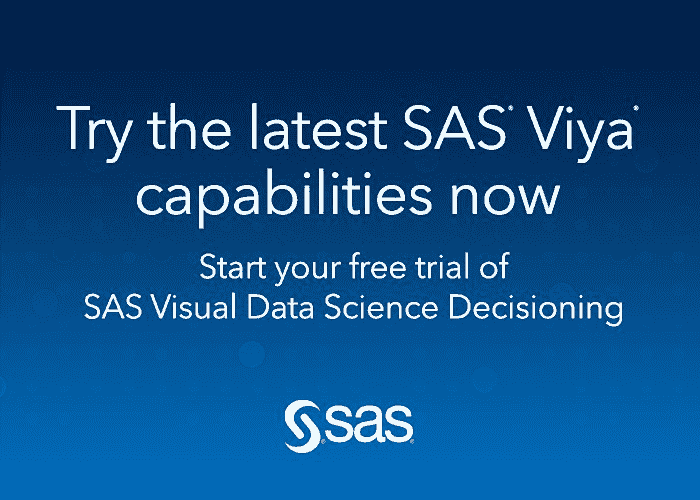 Try the latest SAS® Viya®
capabilities now
Start your free trial of
SAS Visual Data Science Decisioning
sas